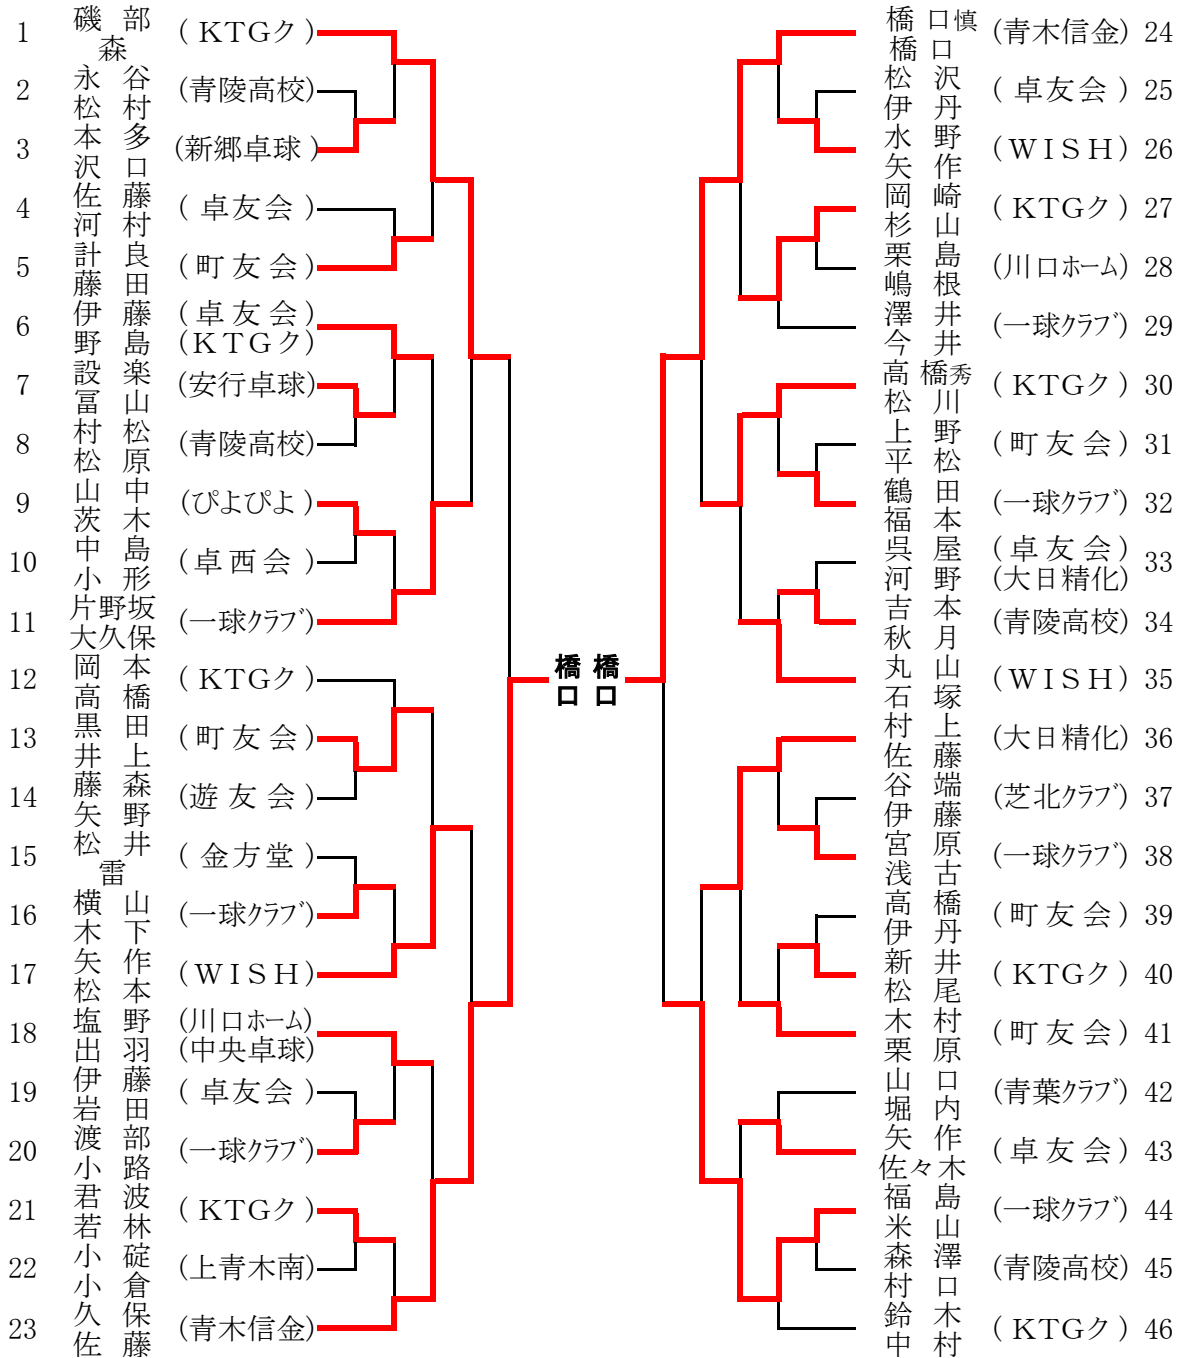 1 磯部 森 (KTGク)
2 永谷 松村 (青陵高校)
3 本多 沢口 (新郷卓球)
4 佐藤 河村 (卓友会)
5 計良 藤田 (町友会)
6 伊藤 野島 (卓友会) (KTGク)
7 設楽 冨山 (安行卓球)
8 村松 松原 (青陵高校)
9 山中 茨木 (ぴよぴよ)
10 中島 小形 (卓西会)
11 片野坂 大久保 (一球ｸﾗﾌﾞ)
12 岡本 高橋 (KTGク)
13 黒田 井上 (町友会)
14 藤森 矢野 (遊友会)
15 松井 雷 (金方堂)
16 横山 木下 (一球ｸﾗﾌﾞ)
17 矢作 松本 (WISH)
18 塩野 出羽 (川口ホーム) (中央卓球)
19 伊藤 岩田 (卓友会)
20 渡部 小路 (一球ｸﾗﾌﾞ)
21 君波 若林 (KTGク)
22 小碇 小倉 (上青木南)
23 久保 佐藤 (青木信金)
橋口 橋口
橋口慎 橋口 (青木信金) 24
松沢 伊丹 (卓友会) 25
水野 矢作 (WISH) 26
岡崎 杉山 (KTGク) 27
栗島 嶋根 (川口ホーム) 28
澤井 今井 (一球ｸﾗﾌﾞ) 29
高橋秀 松川 (KTGク) 30
上野 平松 (町友会) 31
鶴田 福本 (一球ｸﾗﾌﾞ) 32
呉屋 河野 (卓友会) (大日精化) 33
吉本 秋月 (青陵高校) 34
丸山 石塚 (WISH) 35
村上 佐藤 (大日精化) 36
谷端 伊藤 (芝北ｸﾗﾌﾞ) 37
宮原 浅古 (一球ｸﾗﾌﾞ) 38
高橋 伊丹 (町友会) 39
新井 松尾 (KTGク) 40
木村 栗原 (町友会) 41
山口 堀内 (青葉ｸﾗﾌﾞ) 42
矢作 佐々木 (卓友会) 43
福島 米山 (一球ｸﾗﾌﾞ) 44
森澤 村口 (青陵高校) 45
鈴木 中村 (KTGク) 46